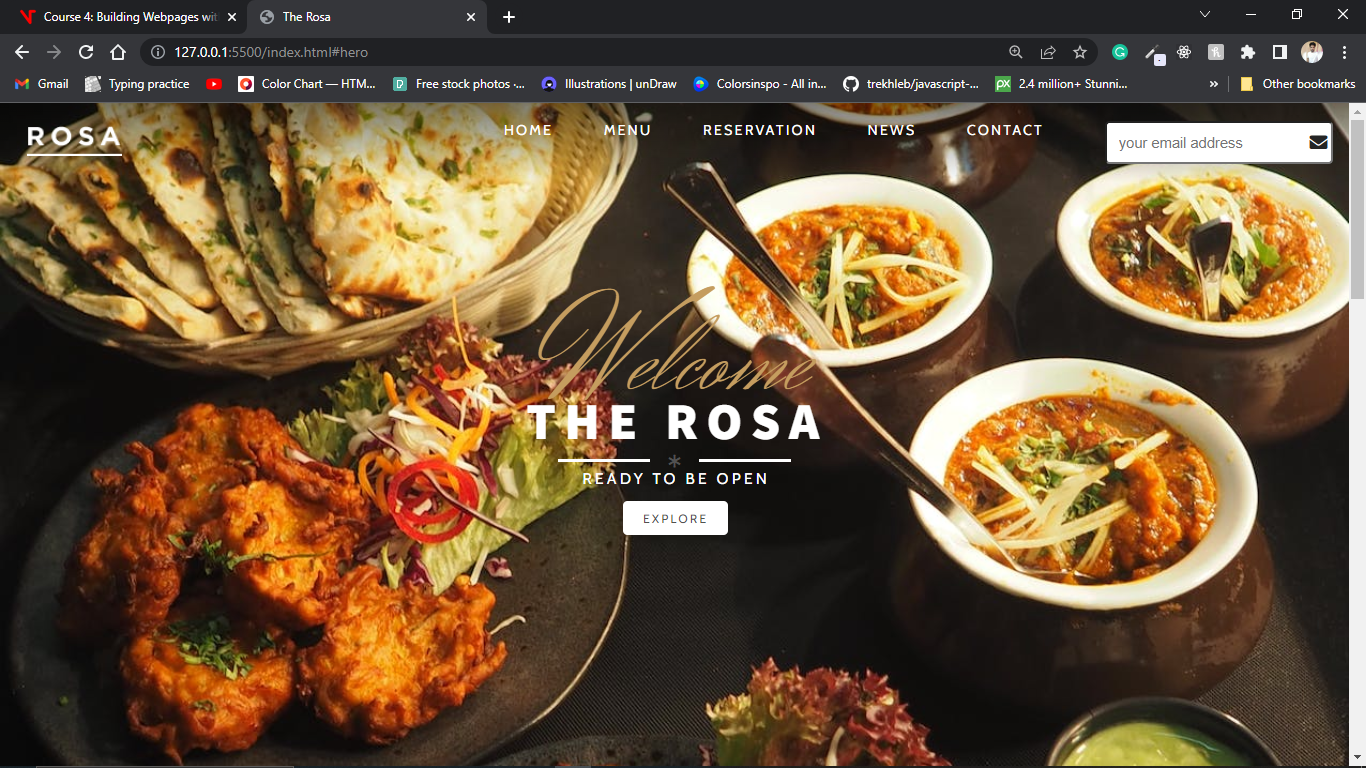 Course 4: Building Webpages wit
The Rosa
127.0.0.1:5500/index.html#hero
Gmail
Typing practice
Color Chart — HTM...
Free stock photos ·...
Illustrations | unDraw
Colorsinspo - All in...
trekhleb/javascript-...
2.4 million+ Stunni...
»
Other bookmarks
ROSA
HOME MENU RESERVATION NEWS CONTACT
your email address
Welcome
THE ROSA
*
READY TO BE OPEN
EXPLORE